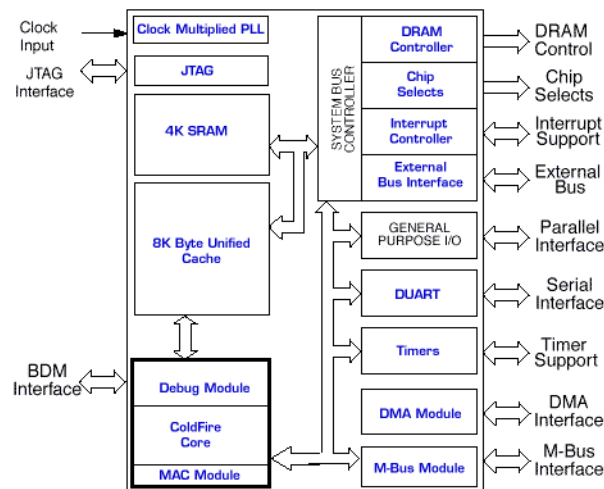 Clock
Input
JTAG
Interface
BDM
Interface
Clock Multiplied PLL
JTAG
4K SRAM
8K Byte Unified
Cache
Debug Module
ColdFire
Core
MAC Module
SYSTEM BUS
CONTROLLER
DRAM
Controller
Chip
Selects
Interrupt
Controller
External
Bus Interface
GENERAL
PURPOSE I/O
DUART
Timers
DMA Module
M-Bus Module
DRAM
Control
Chip
Selects
Interrupt
Support
External
Bus
Parallel
Interface
Serial
Interface
Timer
Support
DMA
Interface
M-Bus
Interface